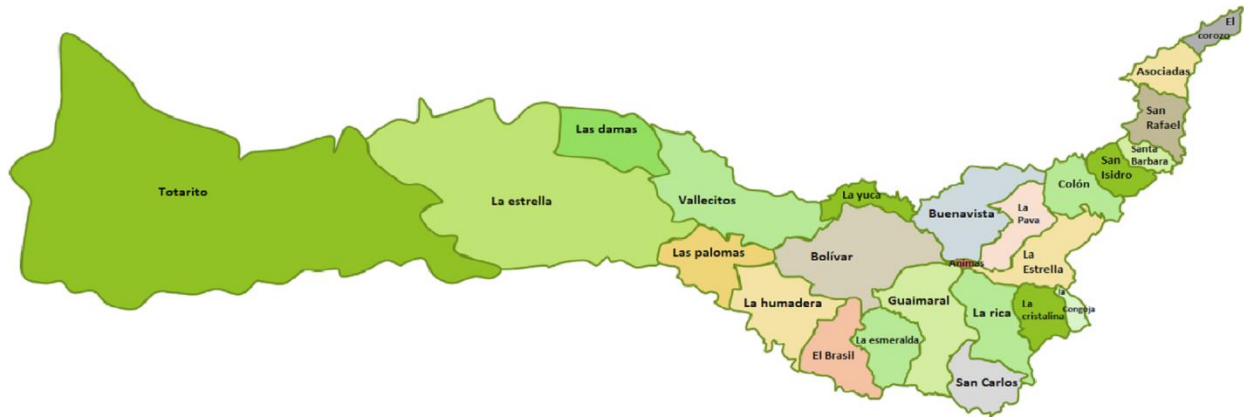 El
corozo
Asociadas
San
Rafael
Santa
Barbara
San
Isidro
Colón
Las damas
La yuca
Totarito
La estrella
Vallecitos
Buenavista
La
Pava
Las palomas
Bolívar
Animas
La
Estrella
La humadera
Guaimaral
La rica
La
cristalina
la
Congoja
El Brasil
La esmeralda
San Carlos